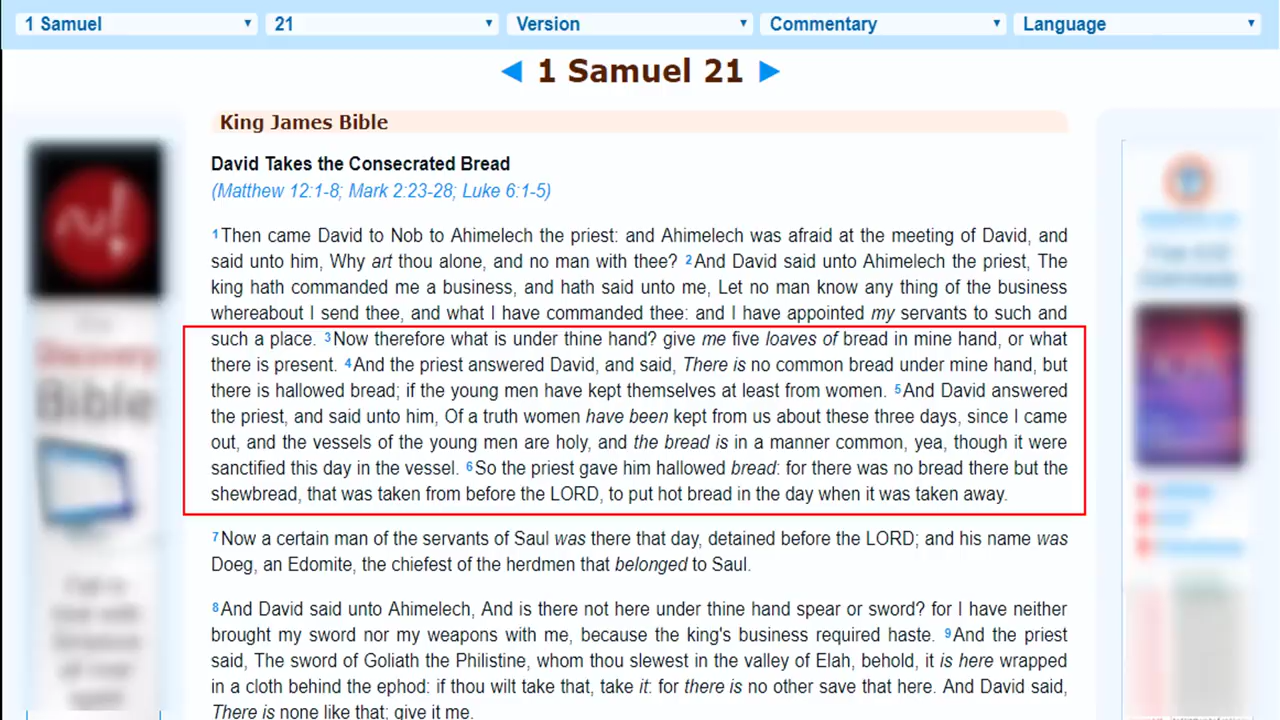 1 Samuel 21 Version Commentary Language
1 Samuel 21
King James Bible
David Takes the Consecrated Bread
(Matthew 12:1-8; Mark 2:23-28; Luke 6:1-5)
1Then came David to Nob to Ahimelech the priest: and Ahimelech was afraid at the meeting of David, and
said unto him, Why art thou alone, and no man with thee? 2And David said unto Ahimelech the priest, The
king hath commanded me a business, and hath said unto me, Let no man know any thing of the business
whereabout I send thee, and what I have commanded thee: and I have appointed my servants to such and
such a place. 3Now therefore what is under thine hand? give me five loaves of bread in mine hand, or what
there is present. 4And the priest answered David, and said, There is no common bread under mine hand, but
there is hallowed bread; if the young men have kept themselves at least from women. 5And David answered
the priest, and said unto him, Of a truth women have been kept from us about these three days, since I came
out, and the vessels of the young men are holy, and the bread is in a manner common, yea, though it were
sanctified this day in the vessel. 6So the priest gave him hallowed bread: for there was no bread there but the
shewbread, that was taken from before the LORD, to put hot bread in the day when it was taken away.
7Now a certain man of the servants of Saul was there that day, detained before the LORD; and his name was
Doeg, an Edomite, the chiefest of the herdmen that belonged to Saul.
8And David said unto Ahimelech, And is there not here under thine hand spear or sword? for I have neither
brought my sword nor my weapons with me, because the king's business required haste. 9And the priest
said, The sword of Goliath the Philistine, whom thou slewest in the valley of Elah, behold, it is here wrapped
in a cloth behind the ephod: if thou wilt take that, take it: for there is no other save that here. And David said,
There is none like that; give it me.
Discovery
Bible